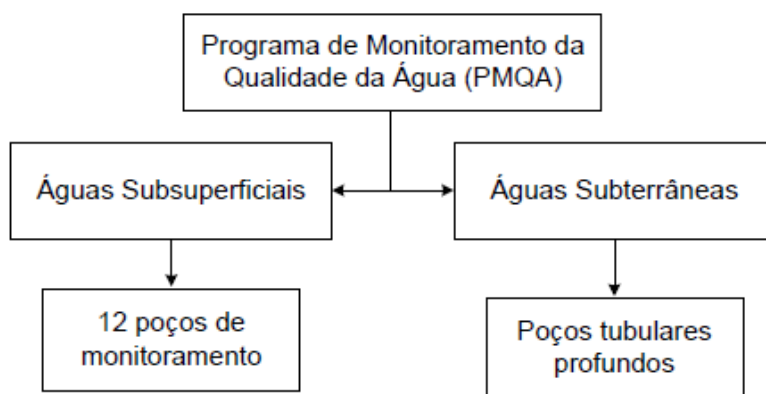 Programa de Monitoramento da
Qualidade da Água (PMQA)
Águas Subsuperficiais
Águas Subterrâneas
12 poços de
monitoramento
Poços tubulares
profundos